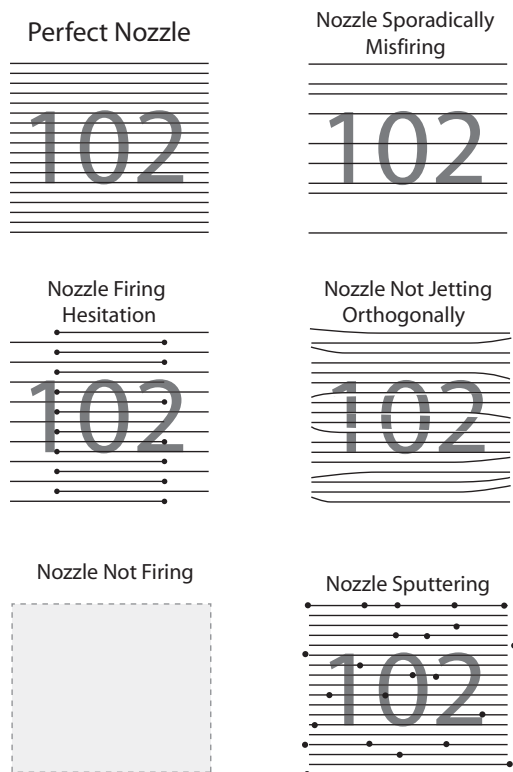 Perfect Nozzle
102
Nozzle Sporadically
Misfiring
102
Nozzle Firing
Hesitation
102
Nozzle Not Jetting
Orthogonally
102
Nozzle Not Firing
Nozzle Sputtering
102